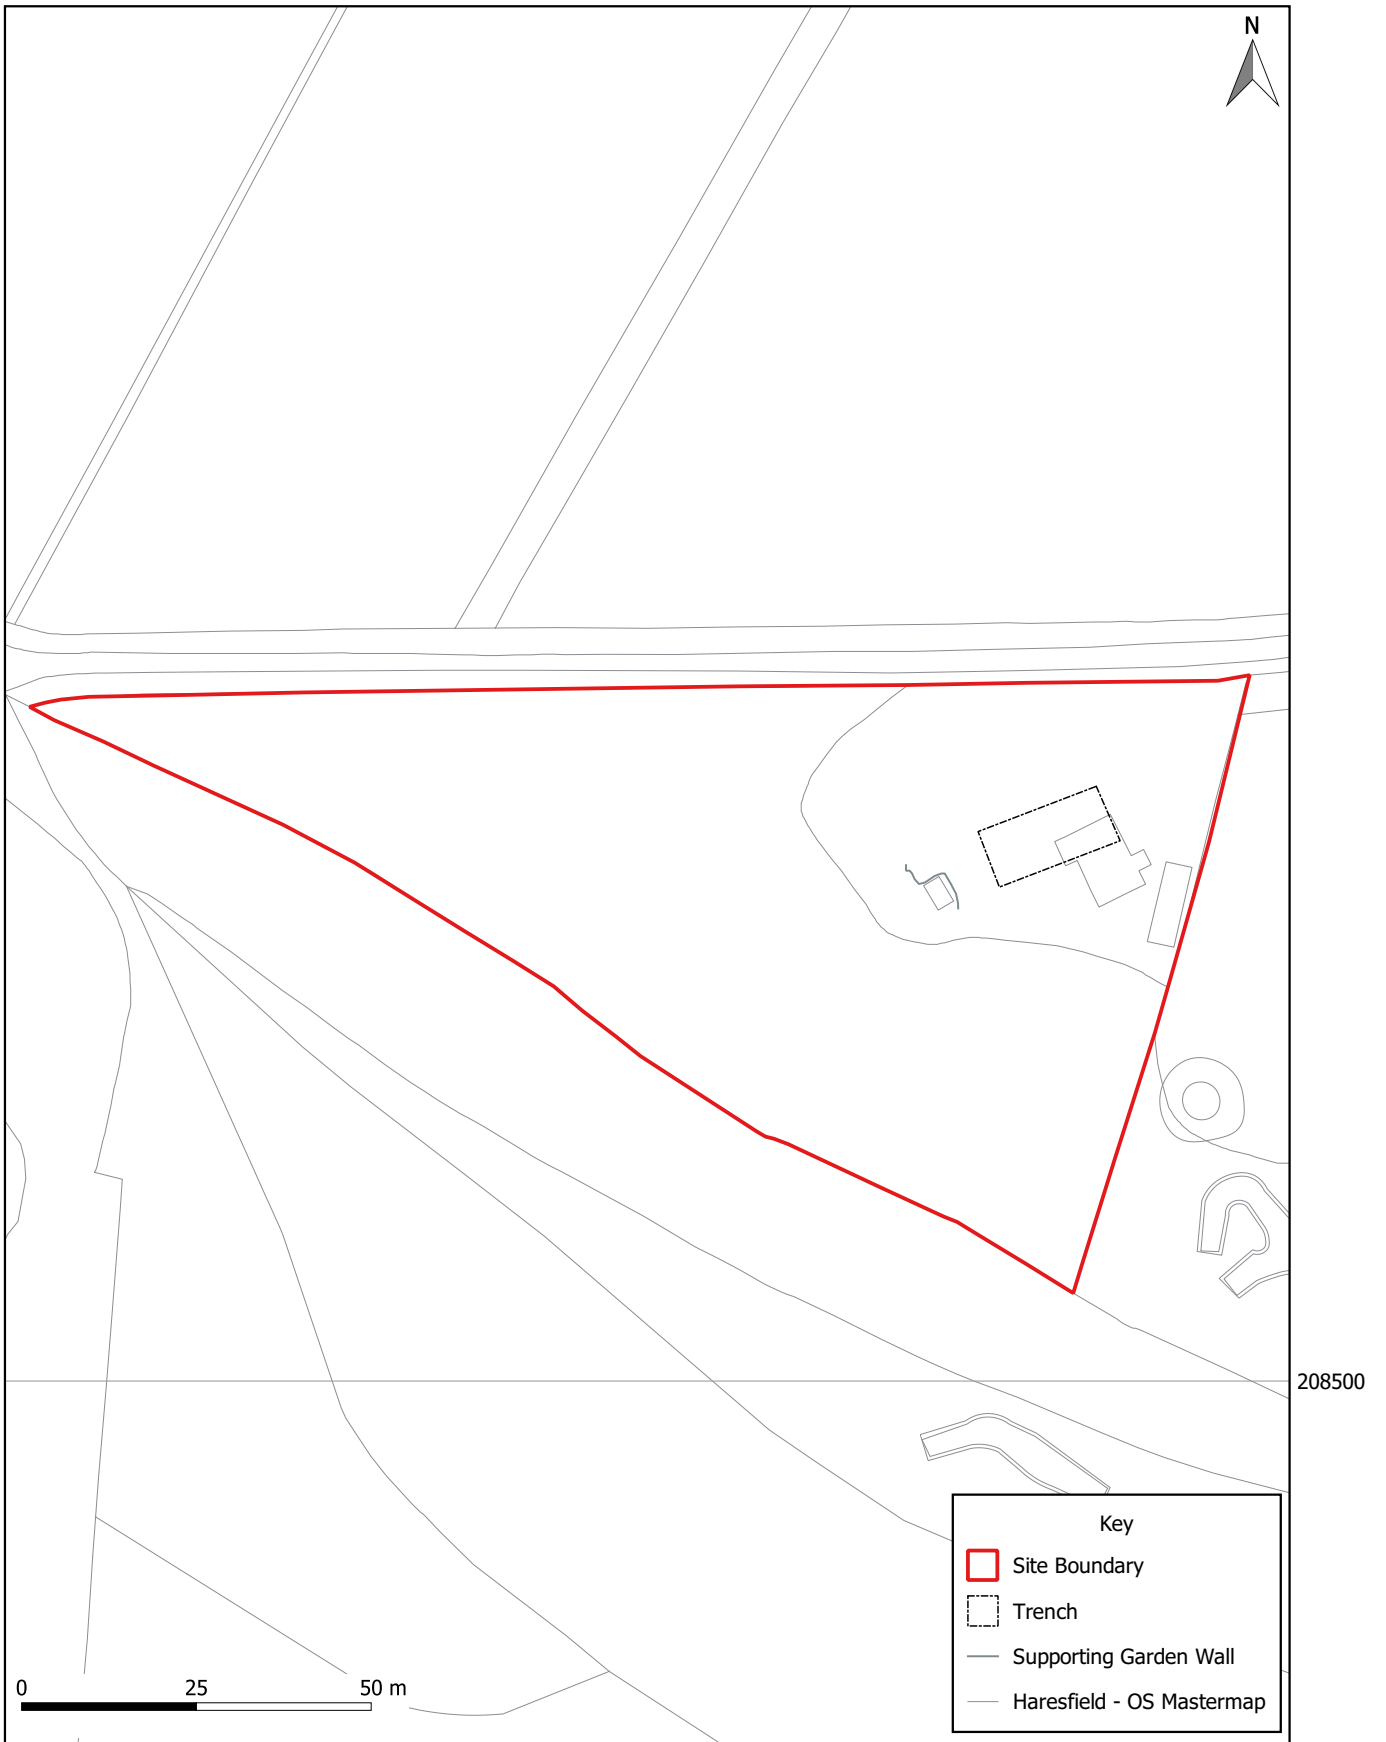 N
208500
Key
Site Boundary
Trench
Supporting Garden Wall
Haresfield - OS Mastermap
0 25 50 m